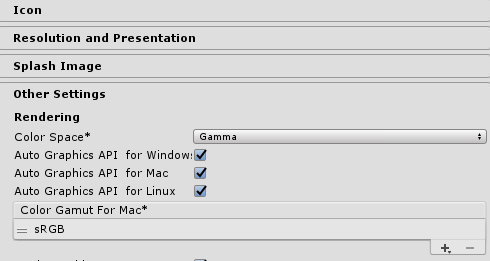 Icon
Resolution and Presentation
Splash Image
Other Settings
Rendering
Color Space*
Gamma
Auto Graphics API for Window
Auto Graphics API for Mac
Auto Graphics API for Linux
Color Gamut For Mac*
sRGB